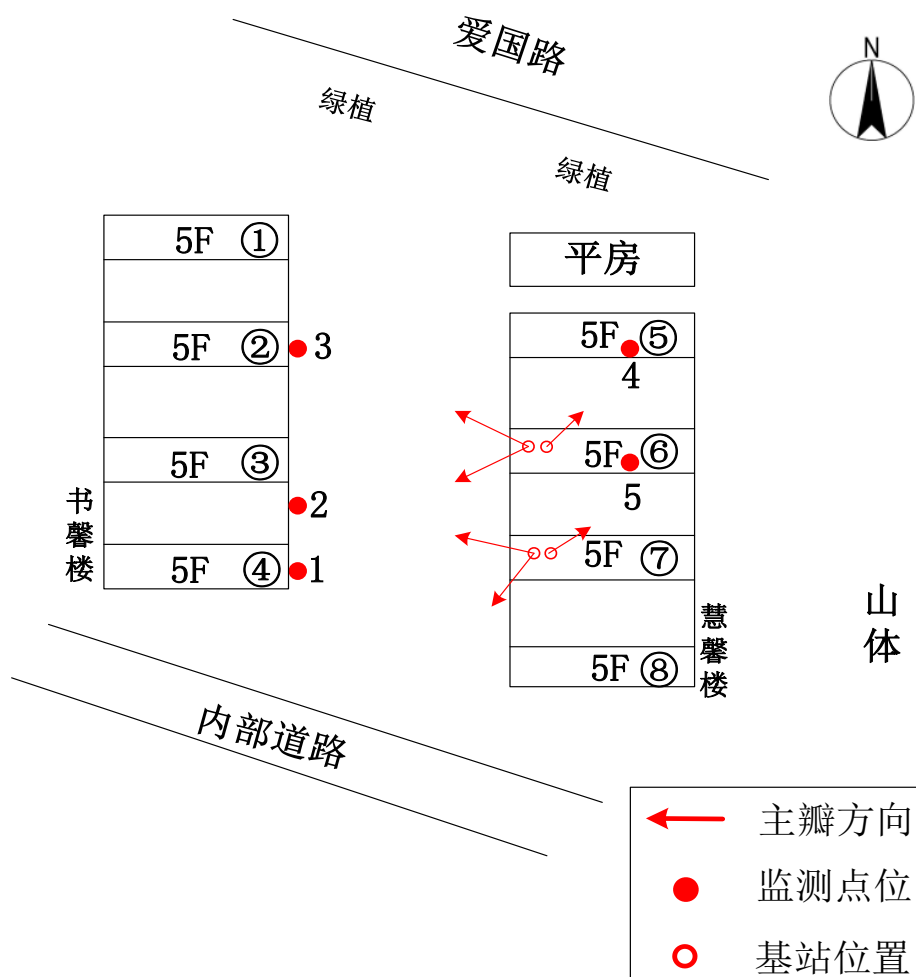 爱国路
N
绿植
绿植
5F ①
平房
5F ②
3
5F ⑤
4
5F ③
5F ⑥
书馨楼
2
5
5F ④
1
5F ⑦
山体
慧馨楼
5F ⑧
内部道路
主瓣方向
监测点位
基站位置